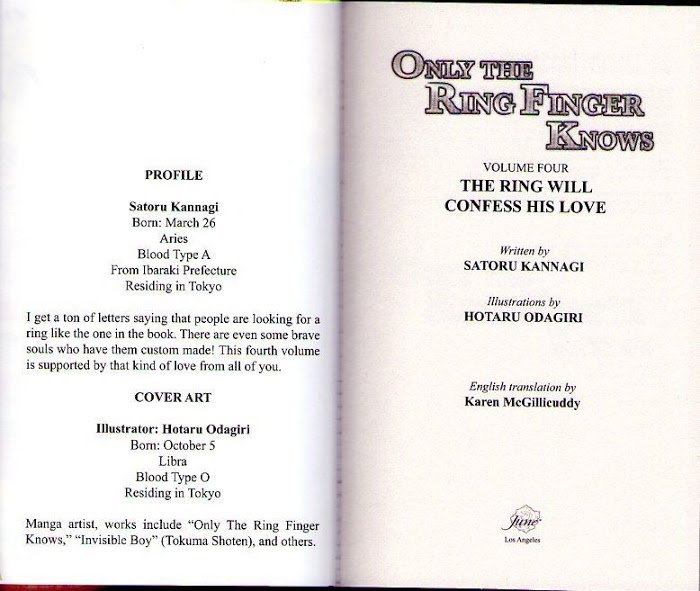 PROFILE
Satoru Kannagi
Born: March 26
Aries
Blood Type A
From Ibaraki Prefecture
Residing in Tokyo
I get a ton of letters saying that people are looking for a
ring like the one in the book. There are even some brave
souls who have them custom made! This fourth volume
is supported by that kind of love from all of you.
COVER ART
Illustrator: Hotaru Odagiri
Born: October 5
Libra
Blood Type O
Residing in Tokyo
Manga artist, works include “Only The Ring Finger
Knows,” “Invisible Boy” (Tokuma Shoten), and others.
ONLY THE
RING FINGER
KNOWS
VOLUME FOUR
THE RING WILL
CONFESS HIS LOVE
Written by
SATORU KANNAGI
Illustrations by
HOTARU ODAGIRI
English translation by
Karen McGillicuddy
June
Los Angeles